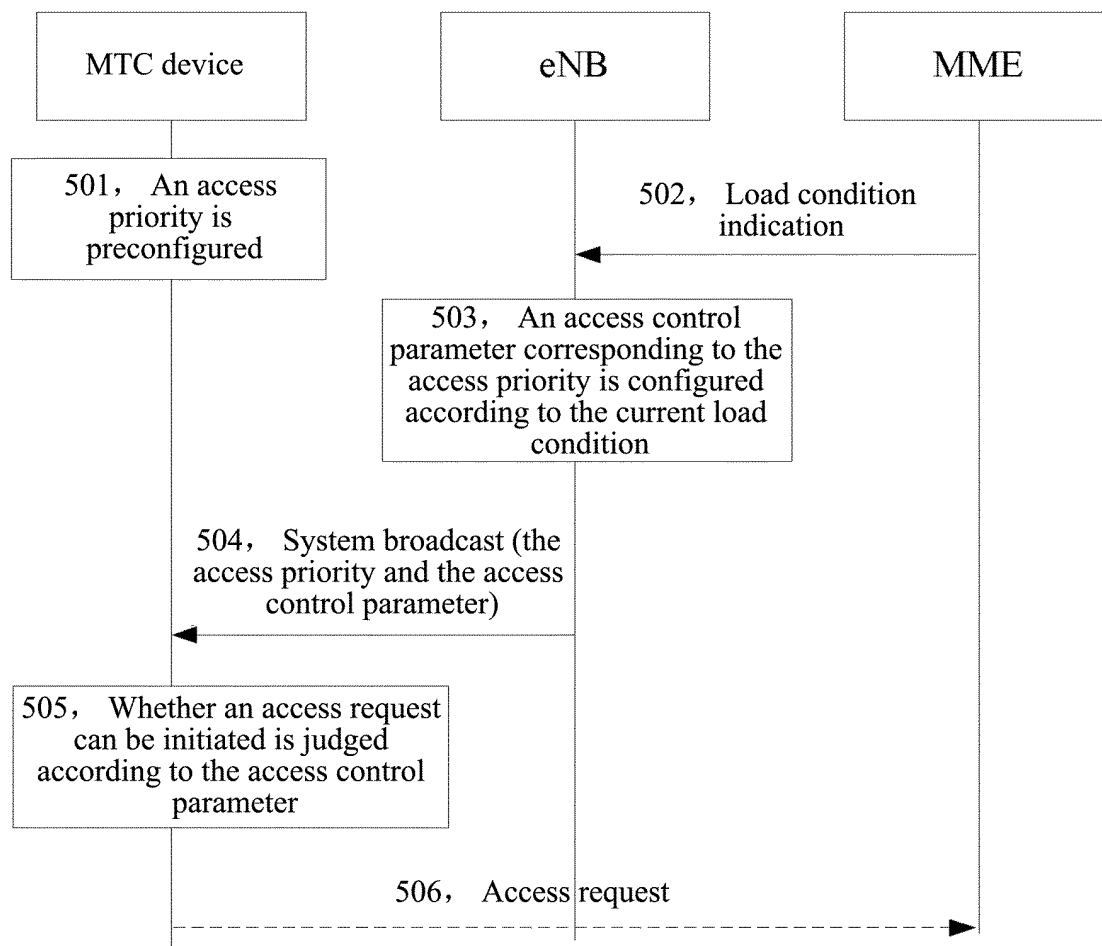 MTC device
eNB
MME
501， An access
priority is
preconfigured
502， Load condition
indication
503， An access control
parameter corresponding to the
access priority is configured
according to the current load
condition
504， System broadcast (the
access priority and the access
control parameter)
505， Whether an access request
can be initiated is judged
according to the access control
parameter
506， Access request